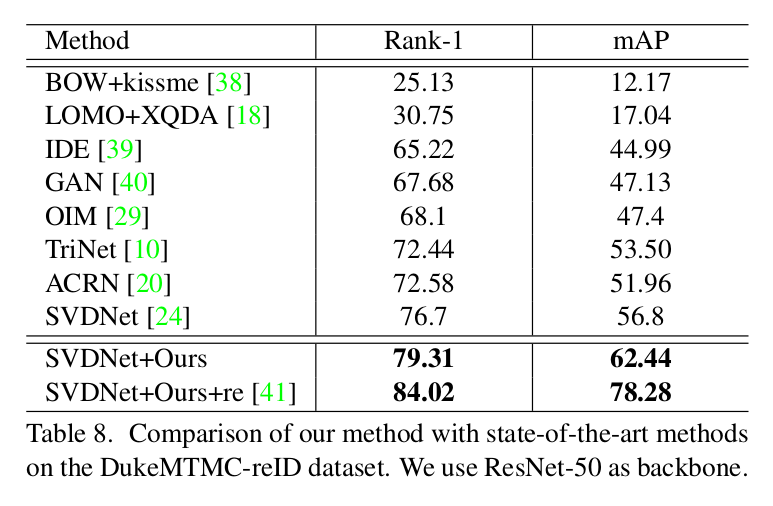 Method Rank-1 mAP
BOW+kissme [38] 25.13 12.17
LOMO+XQDA [18] 30.75 17.04
IDE [39] 65.22 44.99
GAN [40] 67.68 47.13
OIM [29] 68.1 47.4
TriNet [10] 72.44 53.50
ACRN [20] 72.58 51.96
SVDNet [24] 76.7 56.8
SVDNet+Ours 79.31 62.44
SVDNet+Ours+re [41] 84.02 78.28
Table 8. Comparison of our method with state-of-the-art methods
on the DukeMTMC-reID dataset. We use ResNet-50 as backbone.